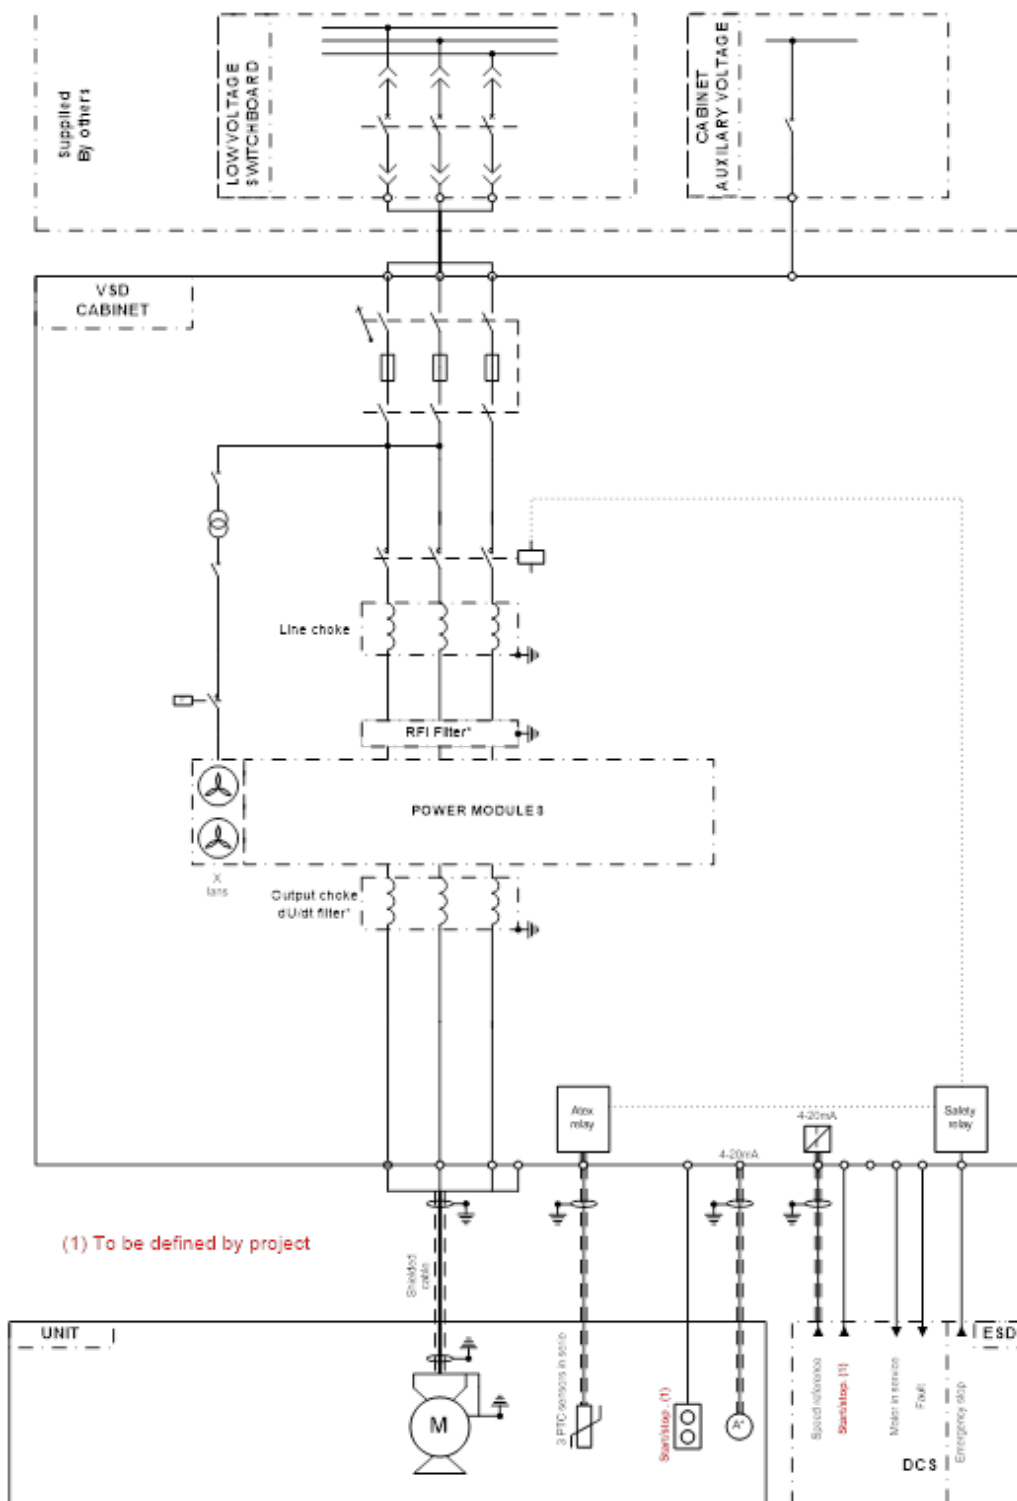 Supplied
By others
LOW VOLTAGE
SWITCHBOARD
CABINET
AUXILARY VOLTAGE
VSD
CABINET
Line choke
RFI Filter*
POWER MODULES
X
fans
Output choke
dU/dt filter*
Atex
relay
Safety
relay
4-20mA
4-20mA
(1) To be defined by project
Shielded
cable
UNIT
ESD
M
3 PTC-sensors in serie
Start/stop. (1)
A*
Speed reference
Start/stop. (1)
Motor in service
Fault
Emergency stop
DCS